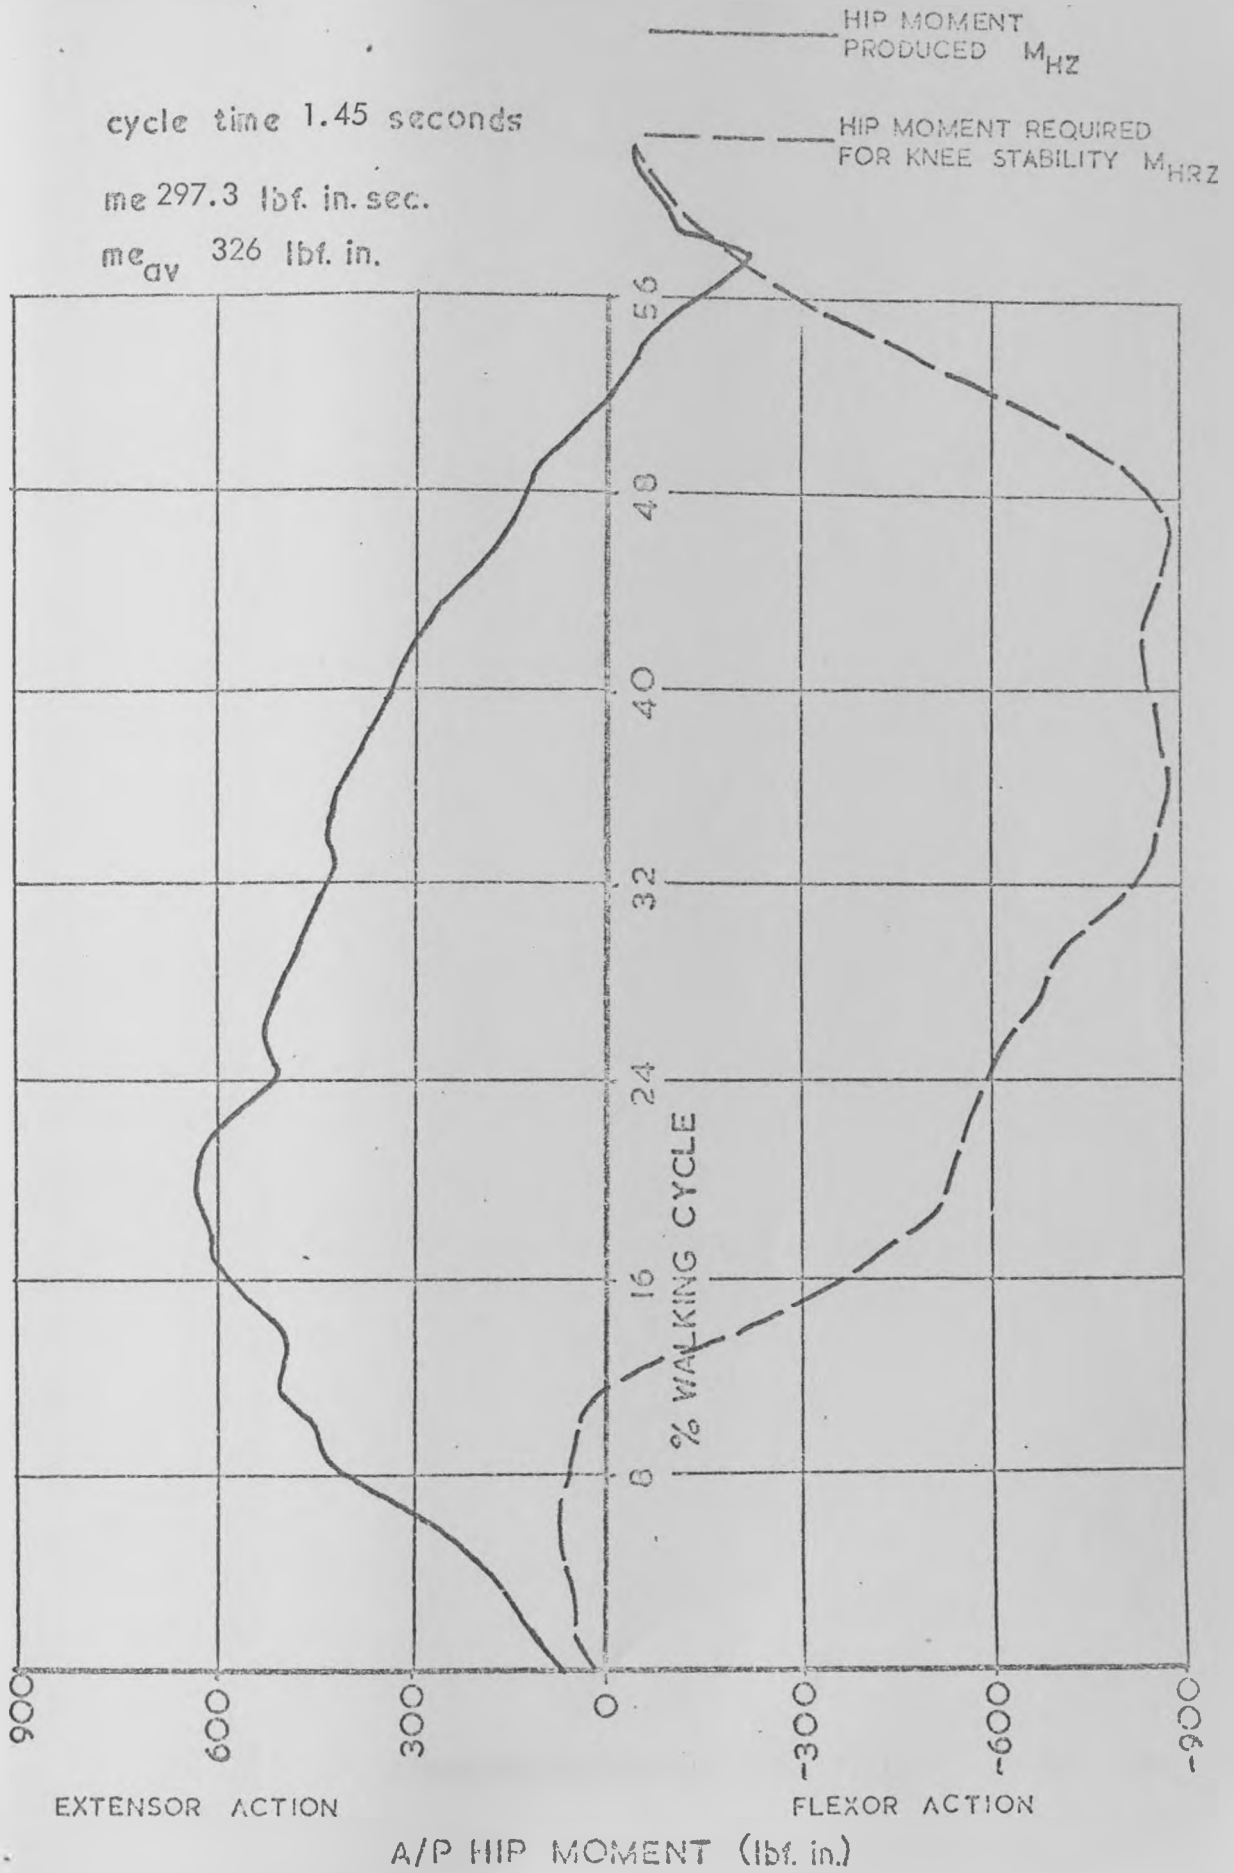 HIP MOMENT
PRODUCED M_HZ
cycle time 1.45 seconds
HIP MOMENT REQUIRED
FOR KNEE STABILITY M_HRZ
me 297.3 lbf. in. sec.
me_av 326 lbf. in.
56
48
40
32
24
16
8
% WALKING CYCLE
900
600
300
0
-300
-600
-900
EXTENSOR ACTION
FLEXOR ACTION
A/P HIP MOMENT (lbf. in.)